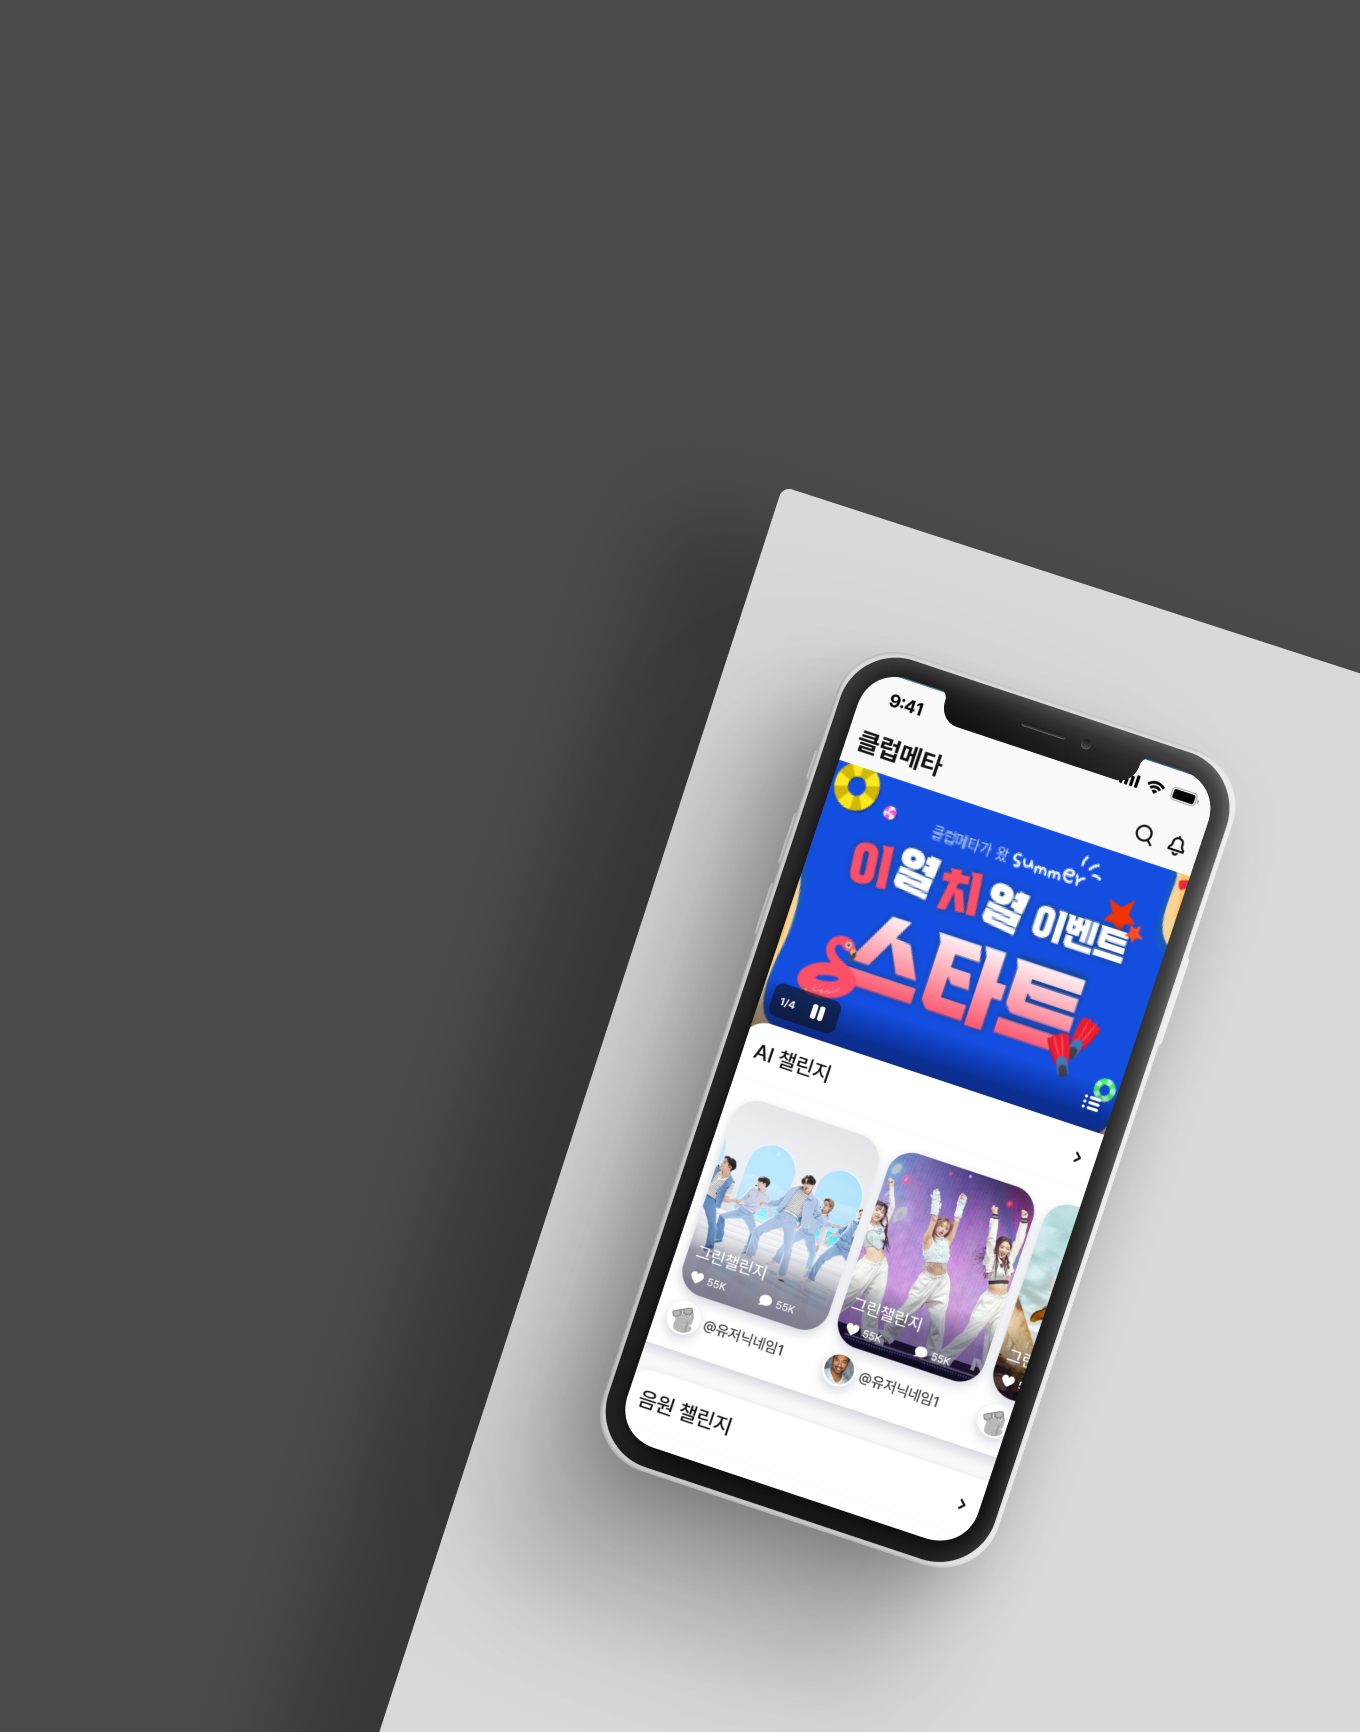 9:41
클럽메타
클럽메타가 왔 summer
이열치열 이벤트
스타트
1/4
AI 챌린지
그린챌린지
55K 55K
@유저닉네임1
그린챌린지
55K 55K
@유저닉네임1
음원 챌린지